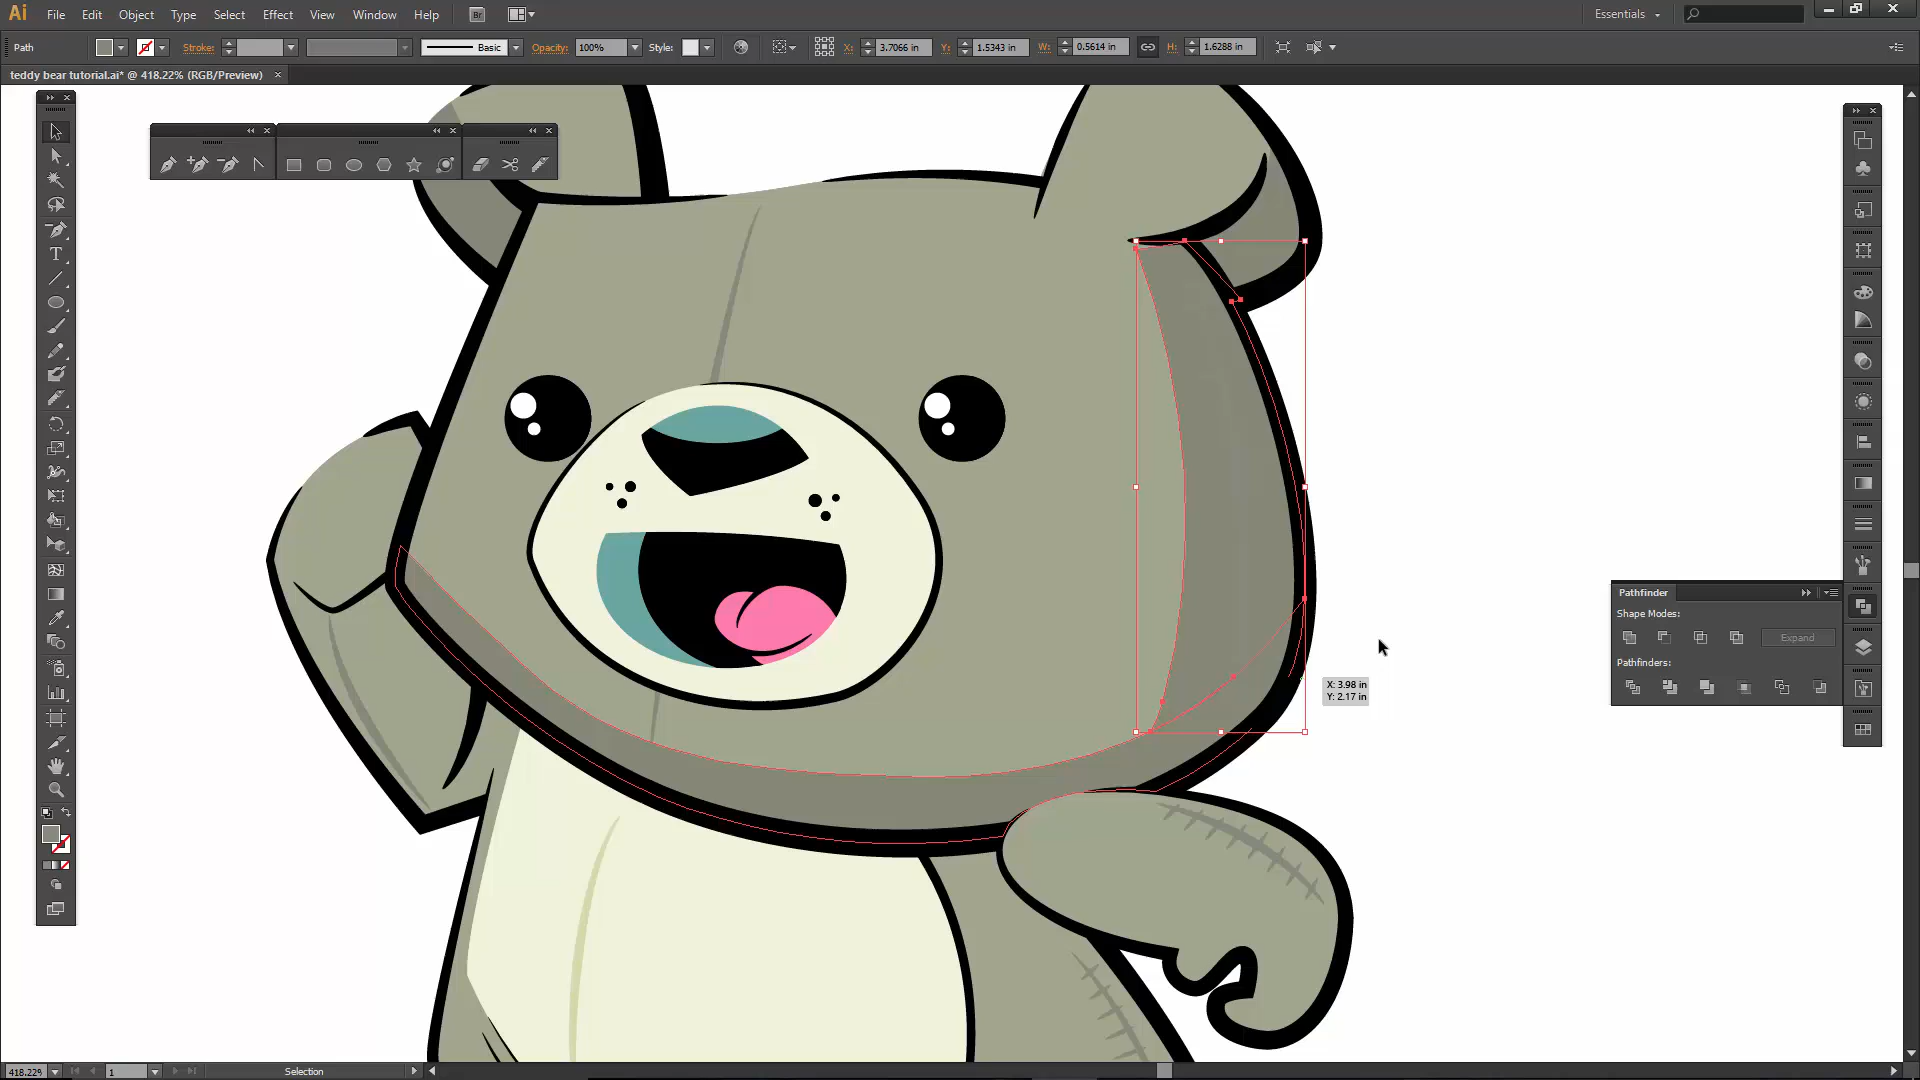 Ai File Edit Object Type Select Effect View Window Help Br Essentials
Path Stroke: Basic Opacity: 100% Style: X: 3.7066 in Y: 1.5343 in W: 0.5614 in H: 1.6288 in
teddy bear tutorial.ai* @ 418.22% (RGB/Preview)
T
Pathfinder
Shape Modes:
Expand
Pathfinders:
X: 3.98 in
Y: 2.17 in
418.22% 1 Selection